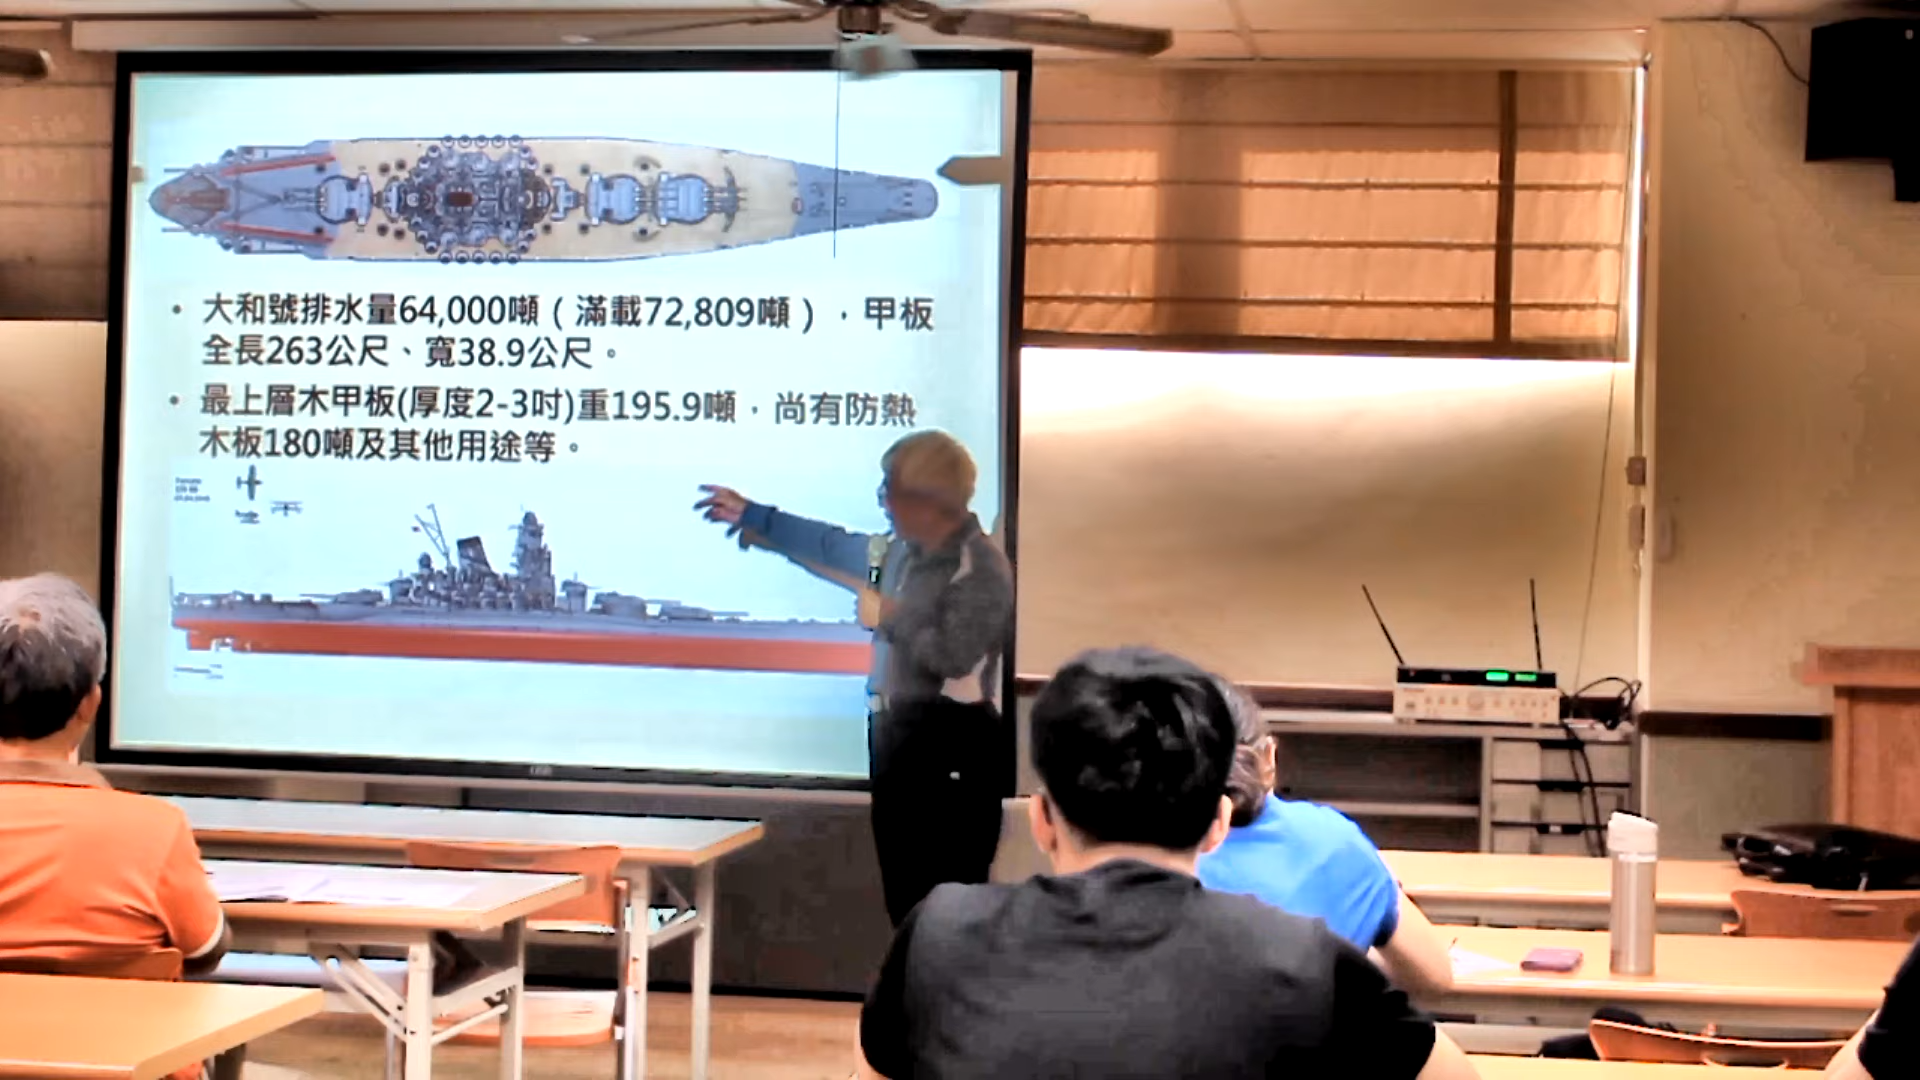 • 大和號排水量64,000噸（滿載72,809噸），甲板
全長263公尺、寬38.9公尺。
• 最上層木甲板(厚度2-3吋)重195.9噸，尚有防熱
木板180噸及其他用途等。